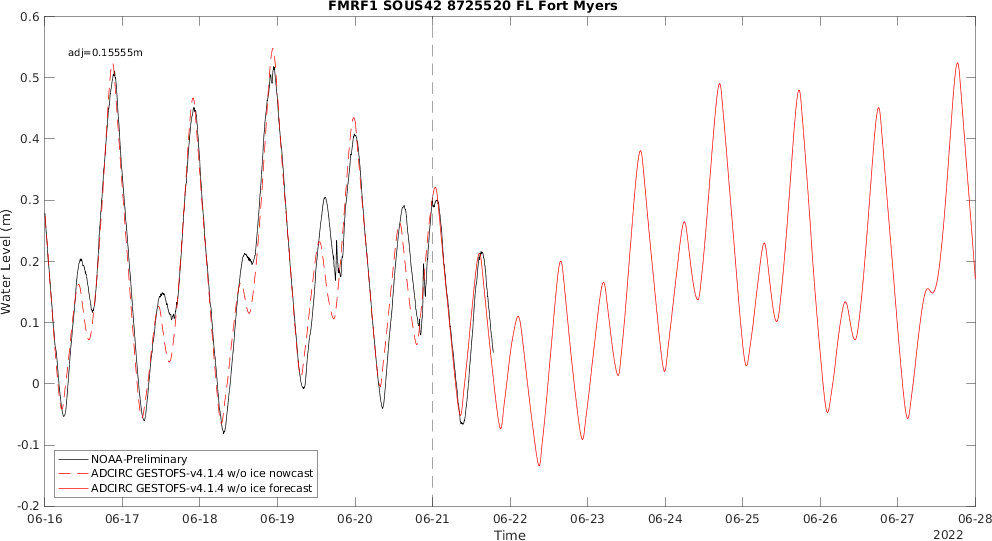 FMRF1 SOUS42 8725520 FL Fort Myers
0.6
adj=0.15555m
0.5
0.4
0.3
0.2
0.1
0
-0.1
-0.2
Water Level (m)
NOAA-Preliminary
ADCIRC GESTOFS-v4.1.4 w/o ice nowcast
ADCIRC GESTOFS-v4.1.4 w/o ice forecast
06-16 06-17 06-18 06-19 06-20 06-21 06-22 06-23 06-24 06-25 06-26 06-27 06-28
Time
2022